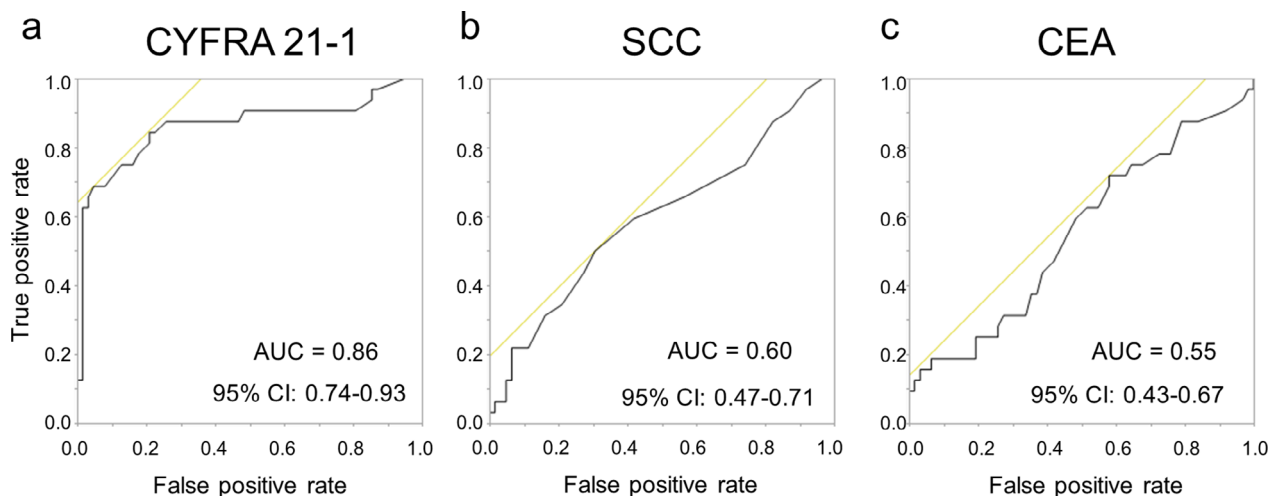 a
CYFRA 21-1
1.0
0.8
0.6
0.4
0.2
0.0
True positive rate
AUC = 0.86
95% CI: 0.74-0.93
0.0 0.2 0.4 0.6 0.8 1.0
False positive rate
b
SCC
1.0
0.8
0.6
0.4
0.2
0.0
AUC = 0.60
95% CI: 0.47-0.71
0.0 0.2 0.4 0.6 0.8 1.0
False positive rate
c
CEA
1.0
0.8
0.6
0.4
0.2
0.0
AUC = 0.55
95% CI: 0.43-0.67
0.0 0.2 0.4 0.6 0.8 1.0
False positive rate